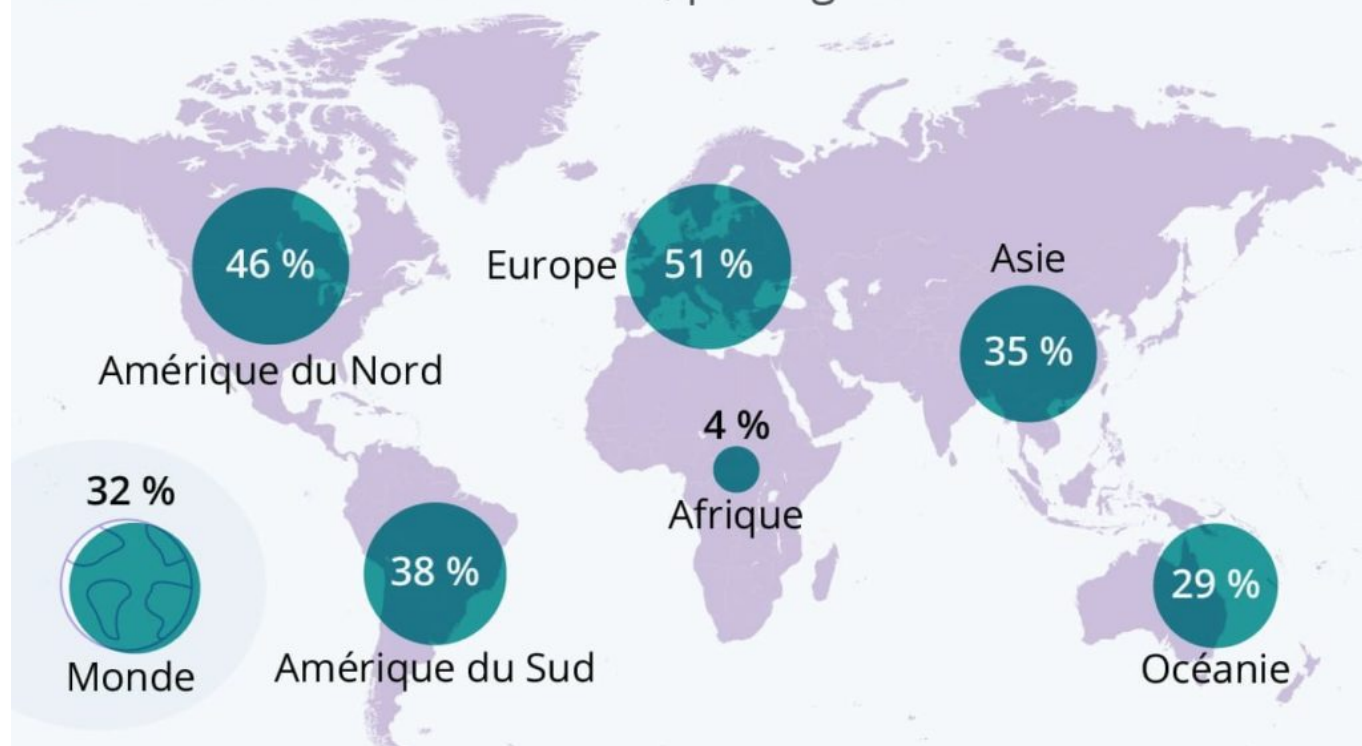 46 %
Amérique du Nord
Europe
51 %
Asie
35 %
4 %
Afrique
32 %
Monde
38 %
Amérique du Sud
29 %
Océanie